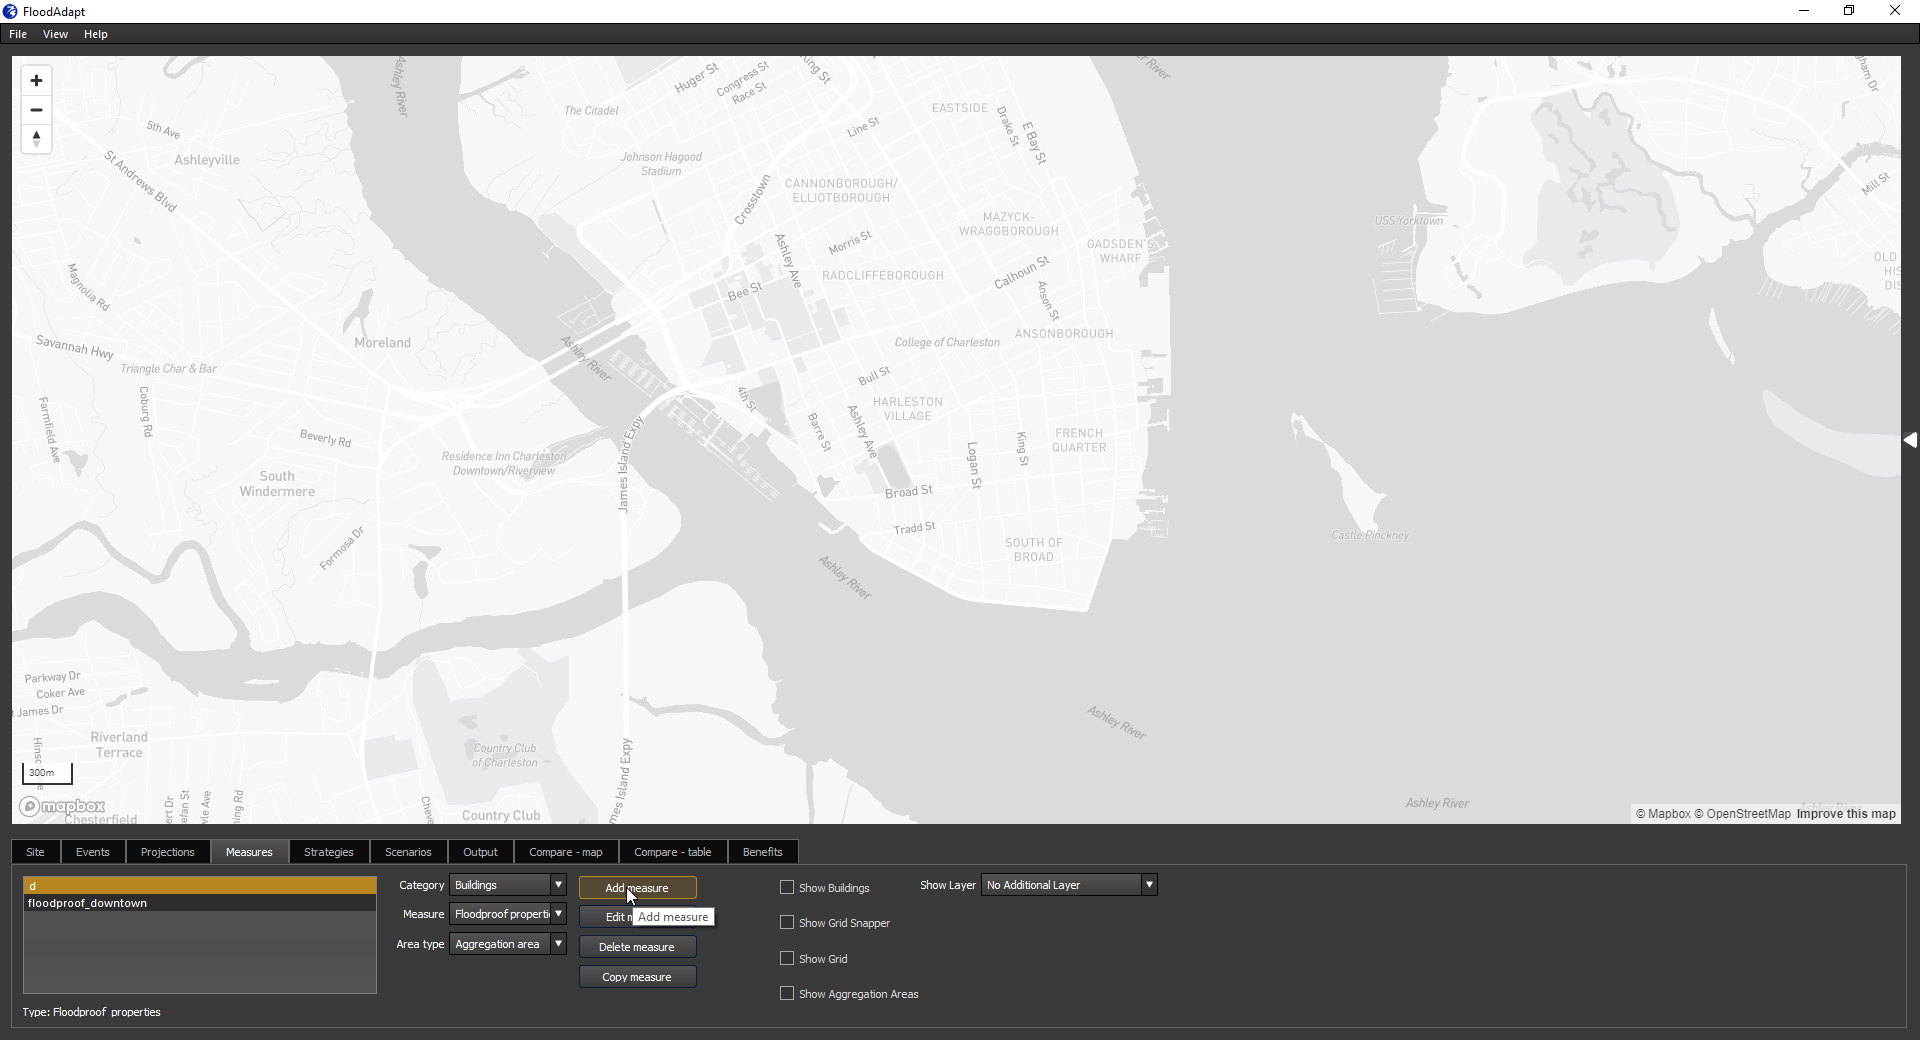 FloodAdapt
File View Help
Ashley River
Huger St
Congress St
Race St
King St
The Citadel
Line St
EASTSIDE
Drake St
E Bay St
5th Ave
Ashleyville
St Andrews Blvd
Johnson Hagood
Stadium
CANNONBOROUGH/
ELLIOTBOROUGH
Crosstown
MAZYCK-
WRAGGBOROUGH
USS Yorktown
Mill St
Ashley Ave
Morris St
GADSDEN'S
WHARF
RADCLIFFEBOROUGH
Calhoun St
OLD
HIS
DIS
Magnolia Rd
Bee St
Anson St
ANSONBOROUGH
Savannah Hwy
Moreland
College of Charleston
Triangle Char & Bar
Ashley River
Coburg Rd
Farmfield Ave
4th St
Bull St
HARLESTON
VILLAGE
Barre St
Ashley Ave
Beverly Rd
James Island Expy
Logan St
King St
FRENCH
QUARTER
Residence Inn Charleston
Downtown/Riverview
South
Windermere
Broad St
Tradd St
Formosa Dr
SOUTH OF
BROAD
Castle Pinckney
Ashley River
Parkway Dr
Coker Ave
t James Dr
Riverland
Terrace
Country Club
of Charleston
Ashley River
300m
mapbox
Chesterfield
Country Club
Ashley River
© Mapbox © OpenStreetMap Improve this map
Site Events Projections Measures Strategies Scenarios Output Compare - map Compare - table Benefits
d
floodproof_downtown
Type: Floodproof properties
Category Buildings
Measure Floodproof properti
Area type Aggregation area
Add measure
Edit m
Add measure
Delete measure
Copy measure
Show Buildings
Show Grid Snapper
Show Grid
Show Aggregation Areas
Show Layer No Additional Layer